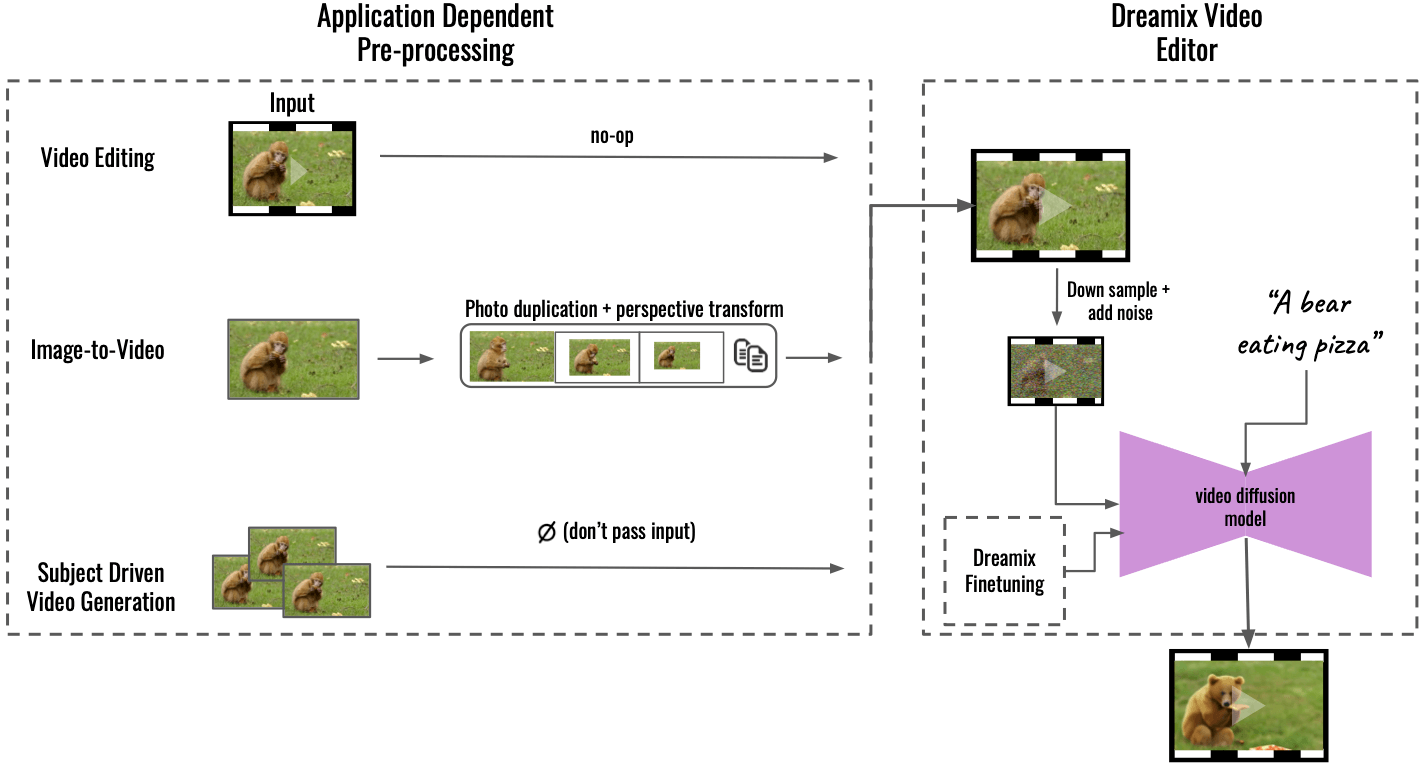 Application Dependent
Pre-processing
Dreamix Video
Editor
Input
Video Editing
no-op
Image-to-Video
Photo duplication + perspective transform
Subject Driven
Video Generation
∅ (don't pass input)
Down sample +
add noise
“A bear
eating pizza”
video diffusion
model
Dreamix
Finetuning